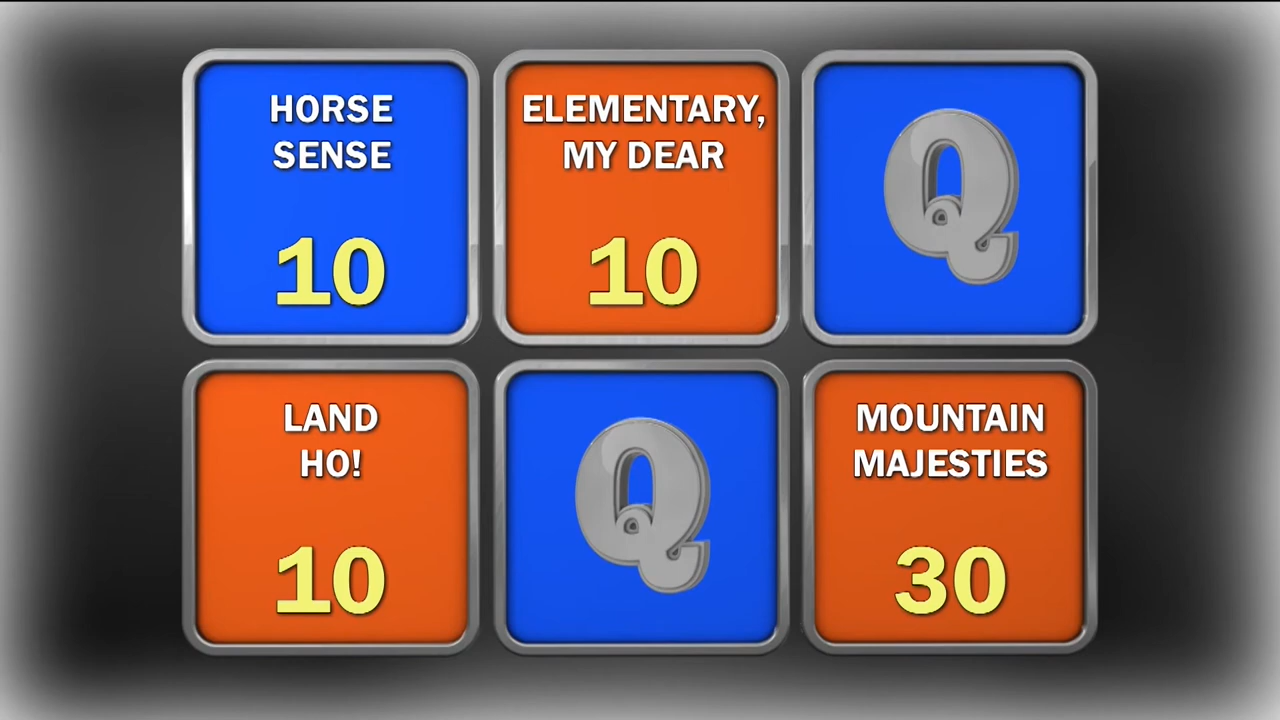 HORSE
SENSE
10
ELEMENTARY,
MY DEAR
10
Q
LAND
HO!
10
Q
MOUNTAIN
MAJESTIES
30